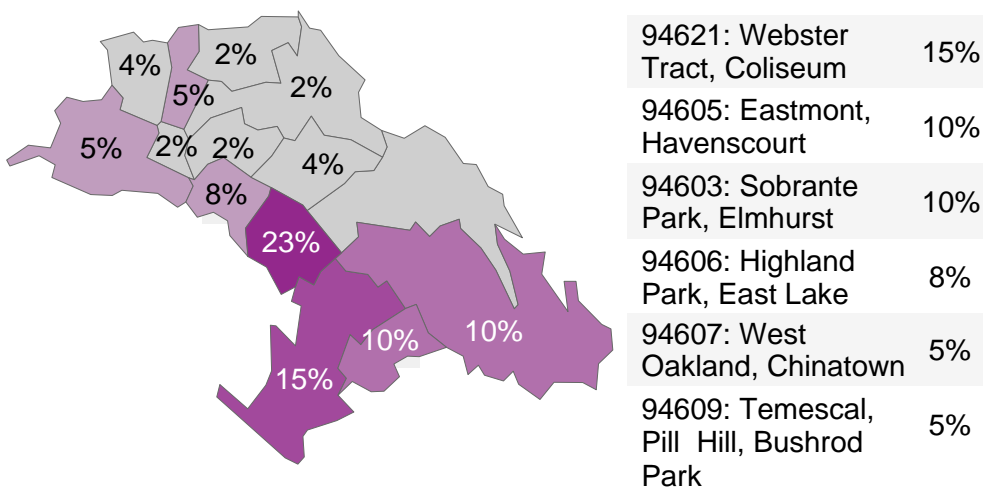 2%
4%
2%
5%
5%
2%
2%
4%
8%
23%
10%
10%
15%
94621: Webster
Tract, Coliseum
15%
94605: Eastmont,
Havenscourt
10%
94603: Sobrante
Park, Elmhurst
10%
94606: Highland
Park, East Lake
8%
94607: West
Oakland, Chinatown
5%
94609: Temescal,
Pill Hill, Bushrod
Park
5%